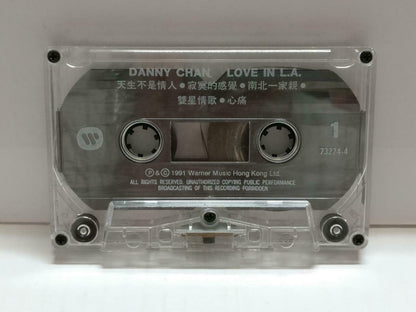 DANNY CHAN LOVE IN L.A.
天生不是情人●寂寞的感覺●南北一家親●
雙星情歌●心痛
1
73274-4
Ⓟ & © 1991 Warner Music Hong Kong Ltd.
ALL RIGHTS RESERVED. UNAUTHORIZED COPYING PUBLIC PERFORMANCE
BROADCASTING OF THIS RECORDING FORBIDDEN